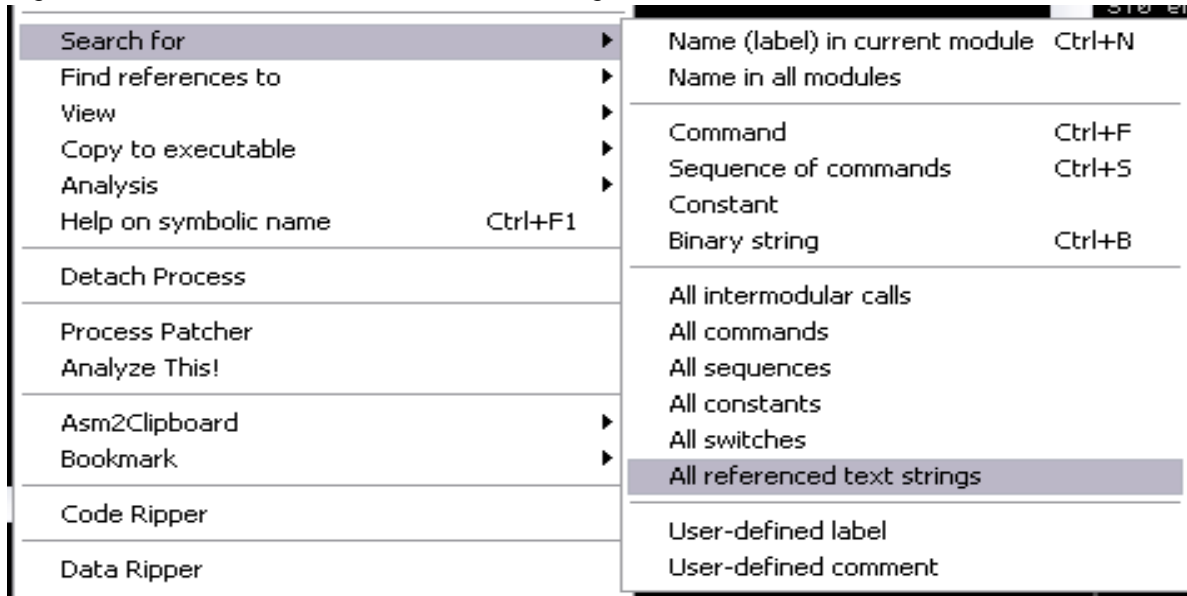 Search for
Find references to
View
Copy to executable
Analysis
Help on symbolic name Ctrl+F1
Detach Process
Process Patcher
Analyze This!
Asm2Clipboard
Bookmark
Code Ripper
Data Ripper
Name (label) in current module Ctrl+N
Name in all modules
Command Ctrl+F
Sequence of commands Ctrl+S
Constant
Binary string Ctrl+B
All intermodular calls
All commands
All sequences
All constants
All switches
All referenced text strings
User-defined label
User-defined comment